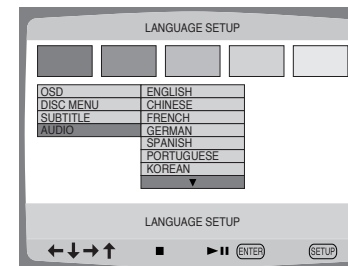 LANGUAGE SETUP
OSD
DISC MENU
SUBTITLE
AUDIO
ENGLISH
CHINESE
FRENCH
GERMAN
SPANISH
PORTUGUESE
KOREAN
LANGUAGE SETUP
ENTER
SETUP